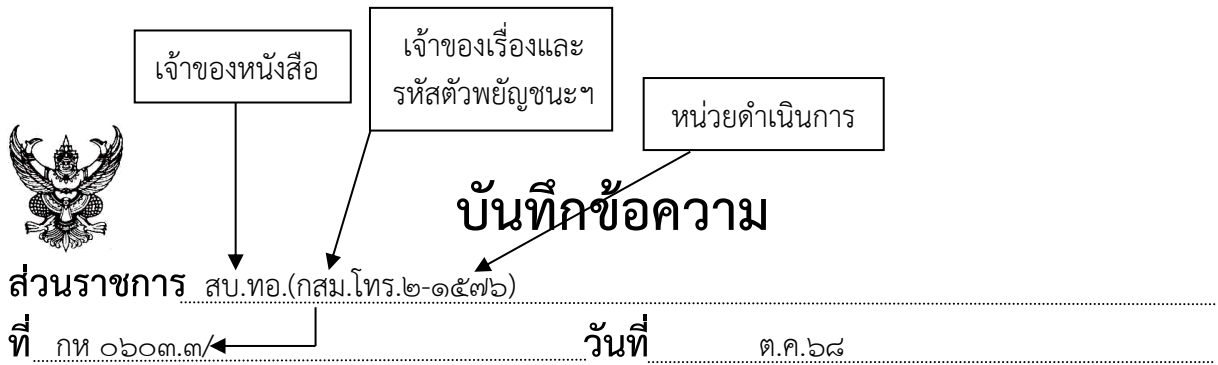 เจ้าของหนังสือ
เจ้าของเรื่องและ
รหัสตัวพยัญชนะฯ
หน่วยดำเนินการ
บันทึกข้อความ
ส่วนราชการ สบ.ทอ.(กสม.โทร.๒-๑๕๗๖)
ที่ กห ๐๖๐๓.๓/ วันที่ ต.ค.๖๘